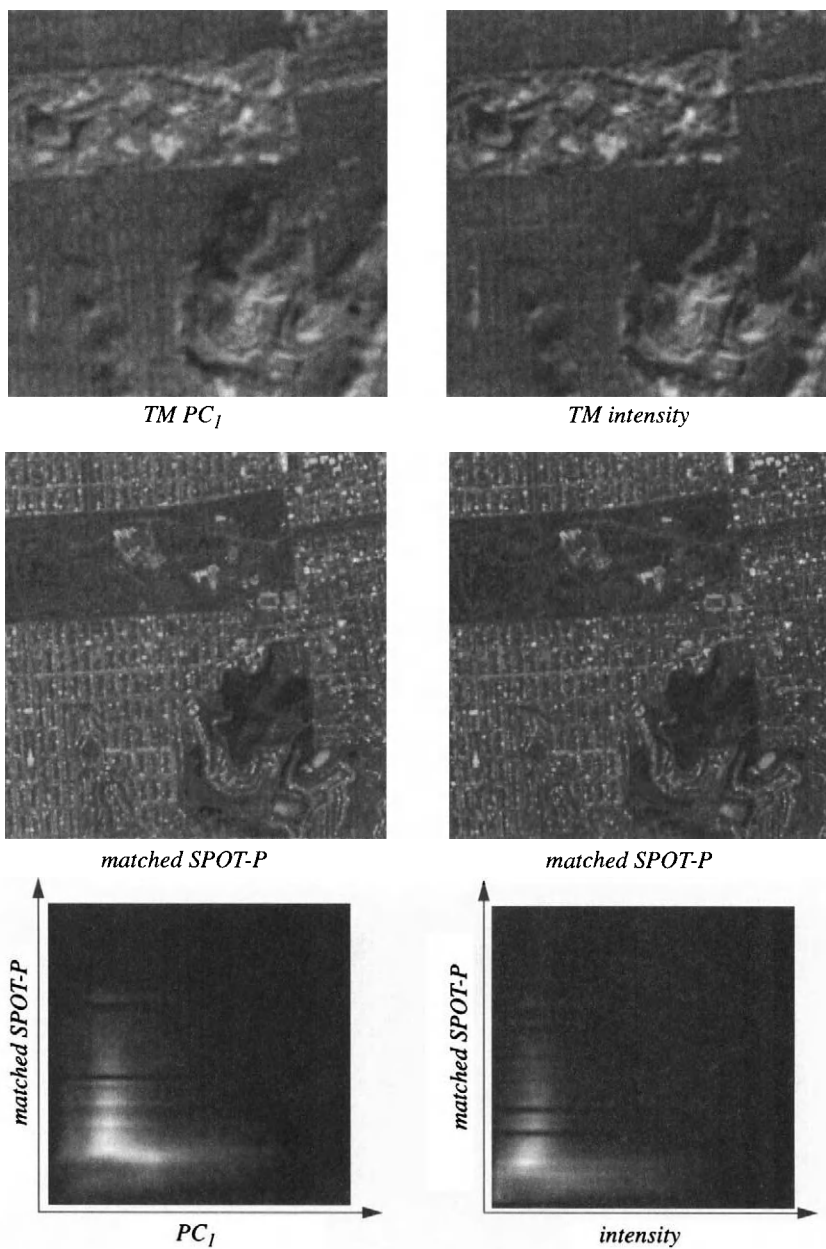 TM PC1
TM intensity
matched SPOT-P
matched SPOT-P
matched SPOT-P
PC1
matched SPOT-P
intensity